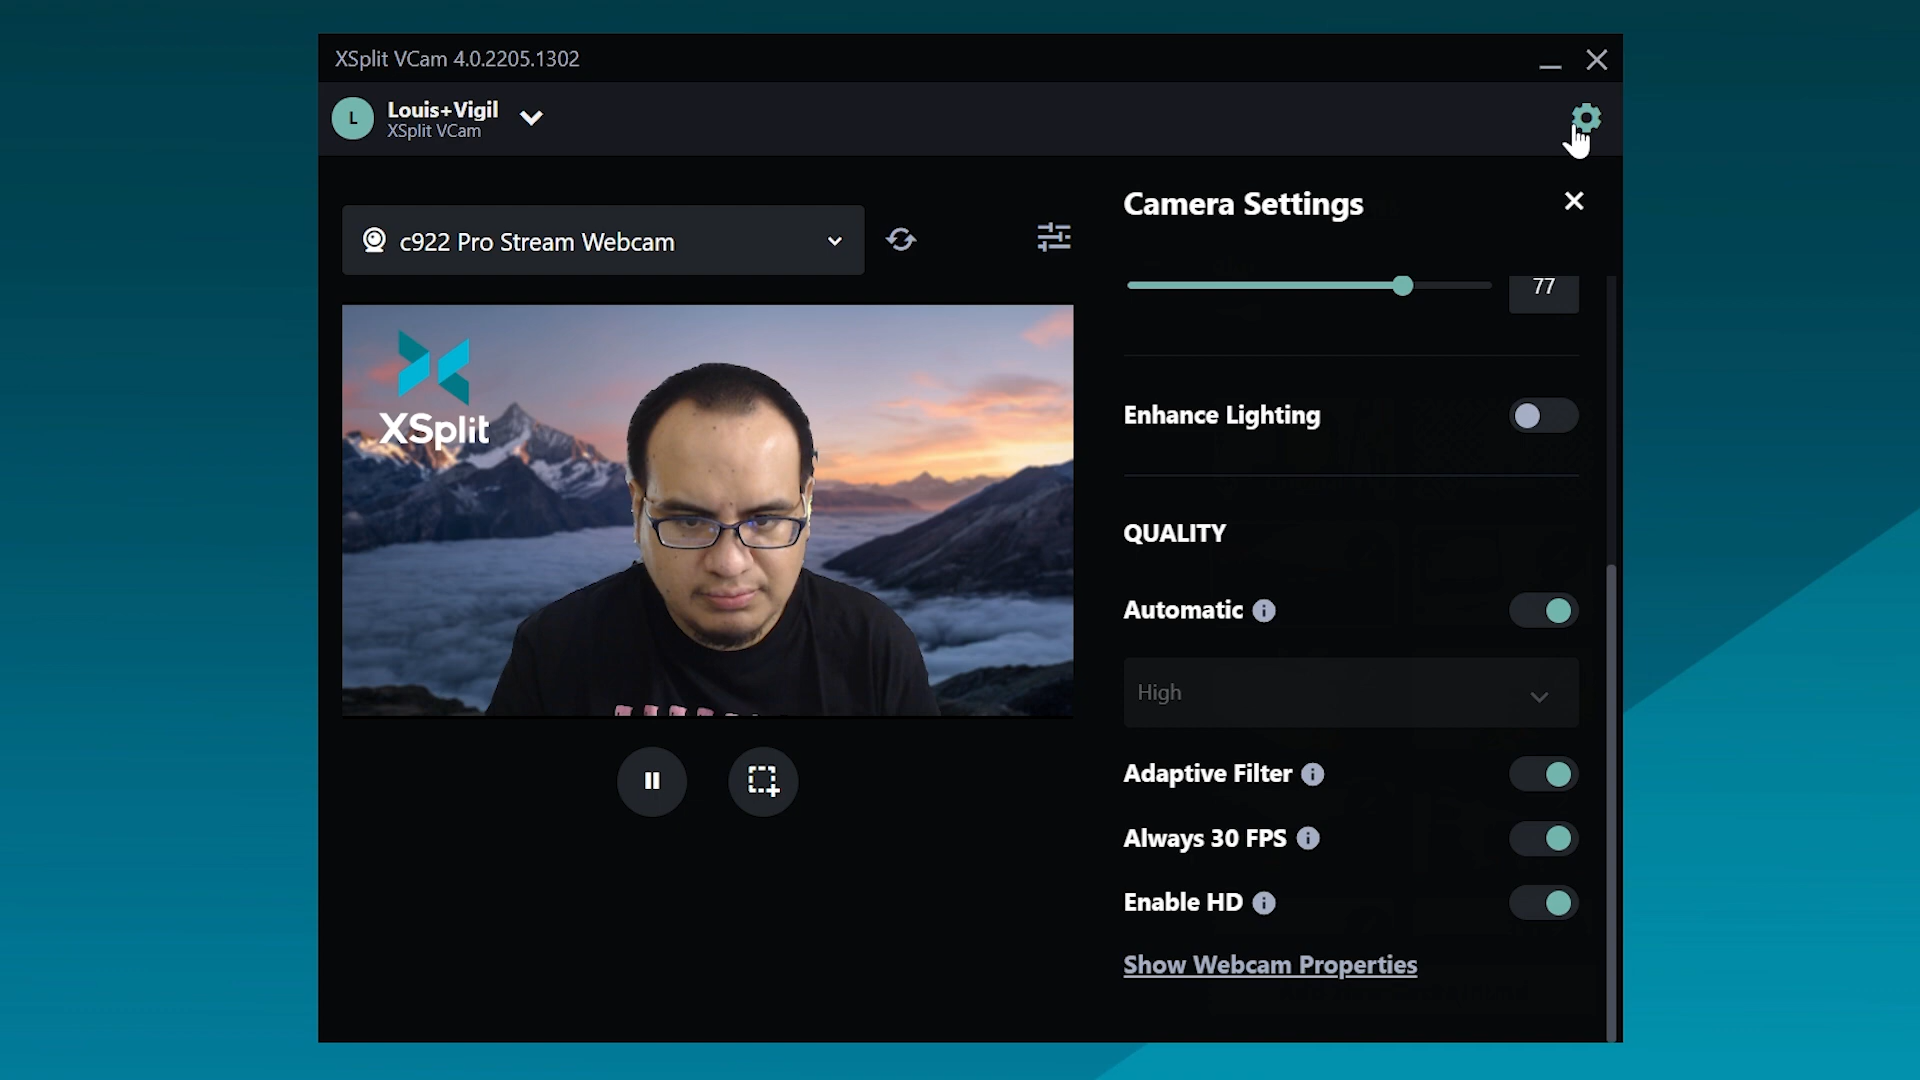 XSplit VCam 4.0.2205.1302
L
Louis+Vigil
XSplit VCam
c922 Pro Stream Webcam
XSplit
Camera Settings
77
Enhance Lighting
QUALITY
Automatic
High
Adaptive Filter
Always 30 FPS
Enable HD
Show Webcam Properties